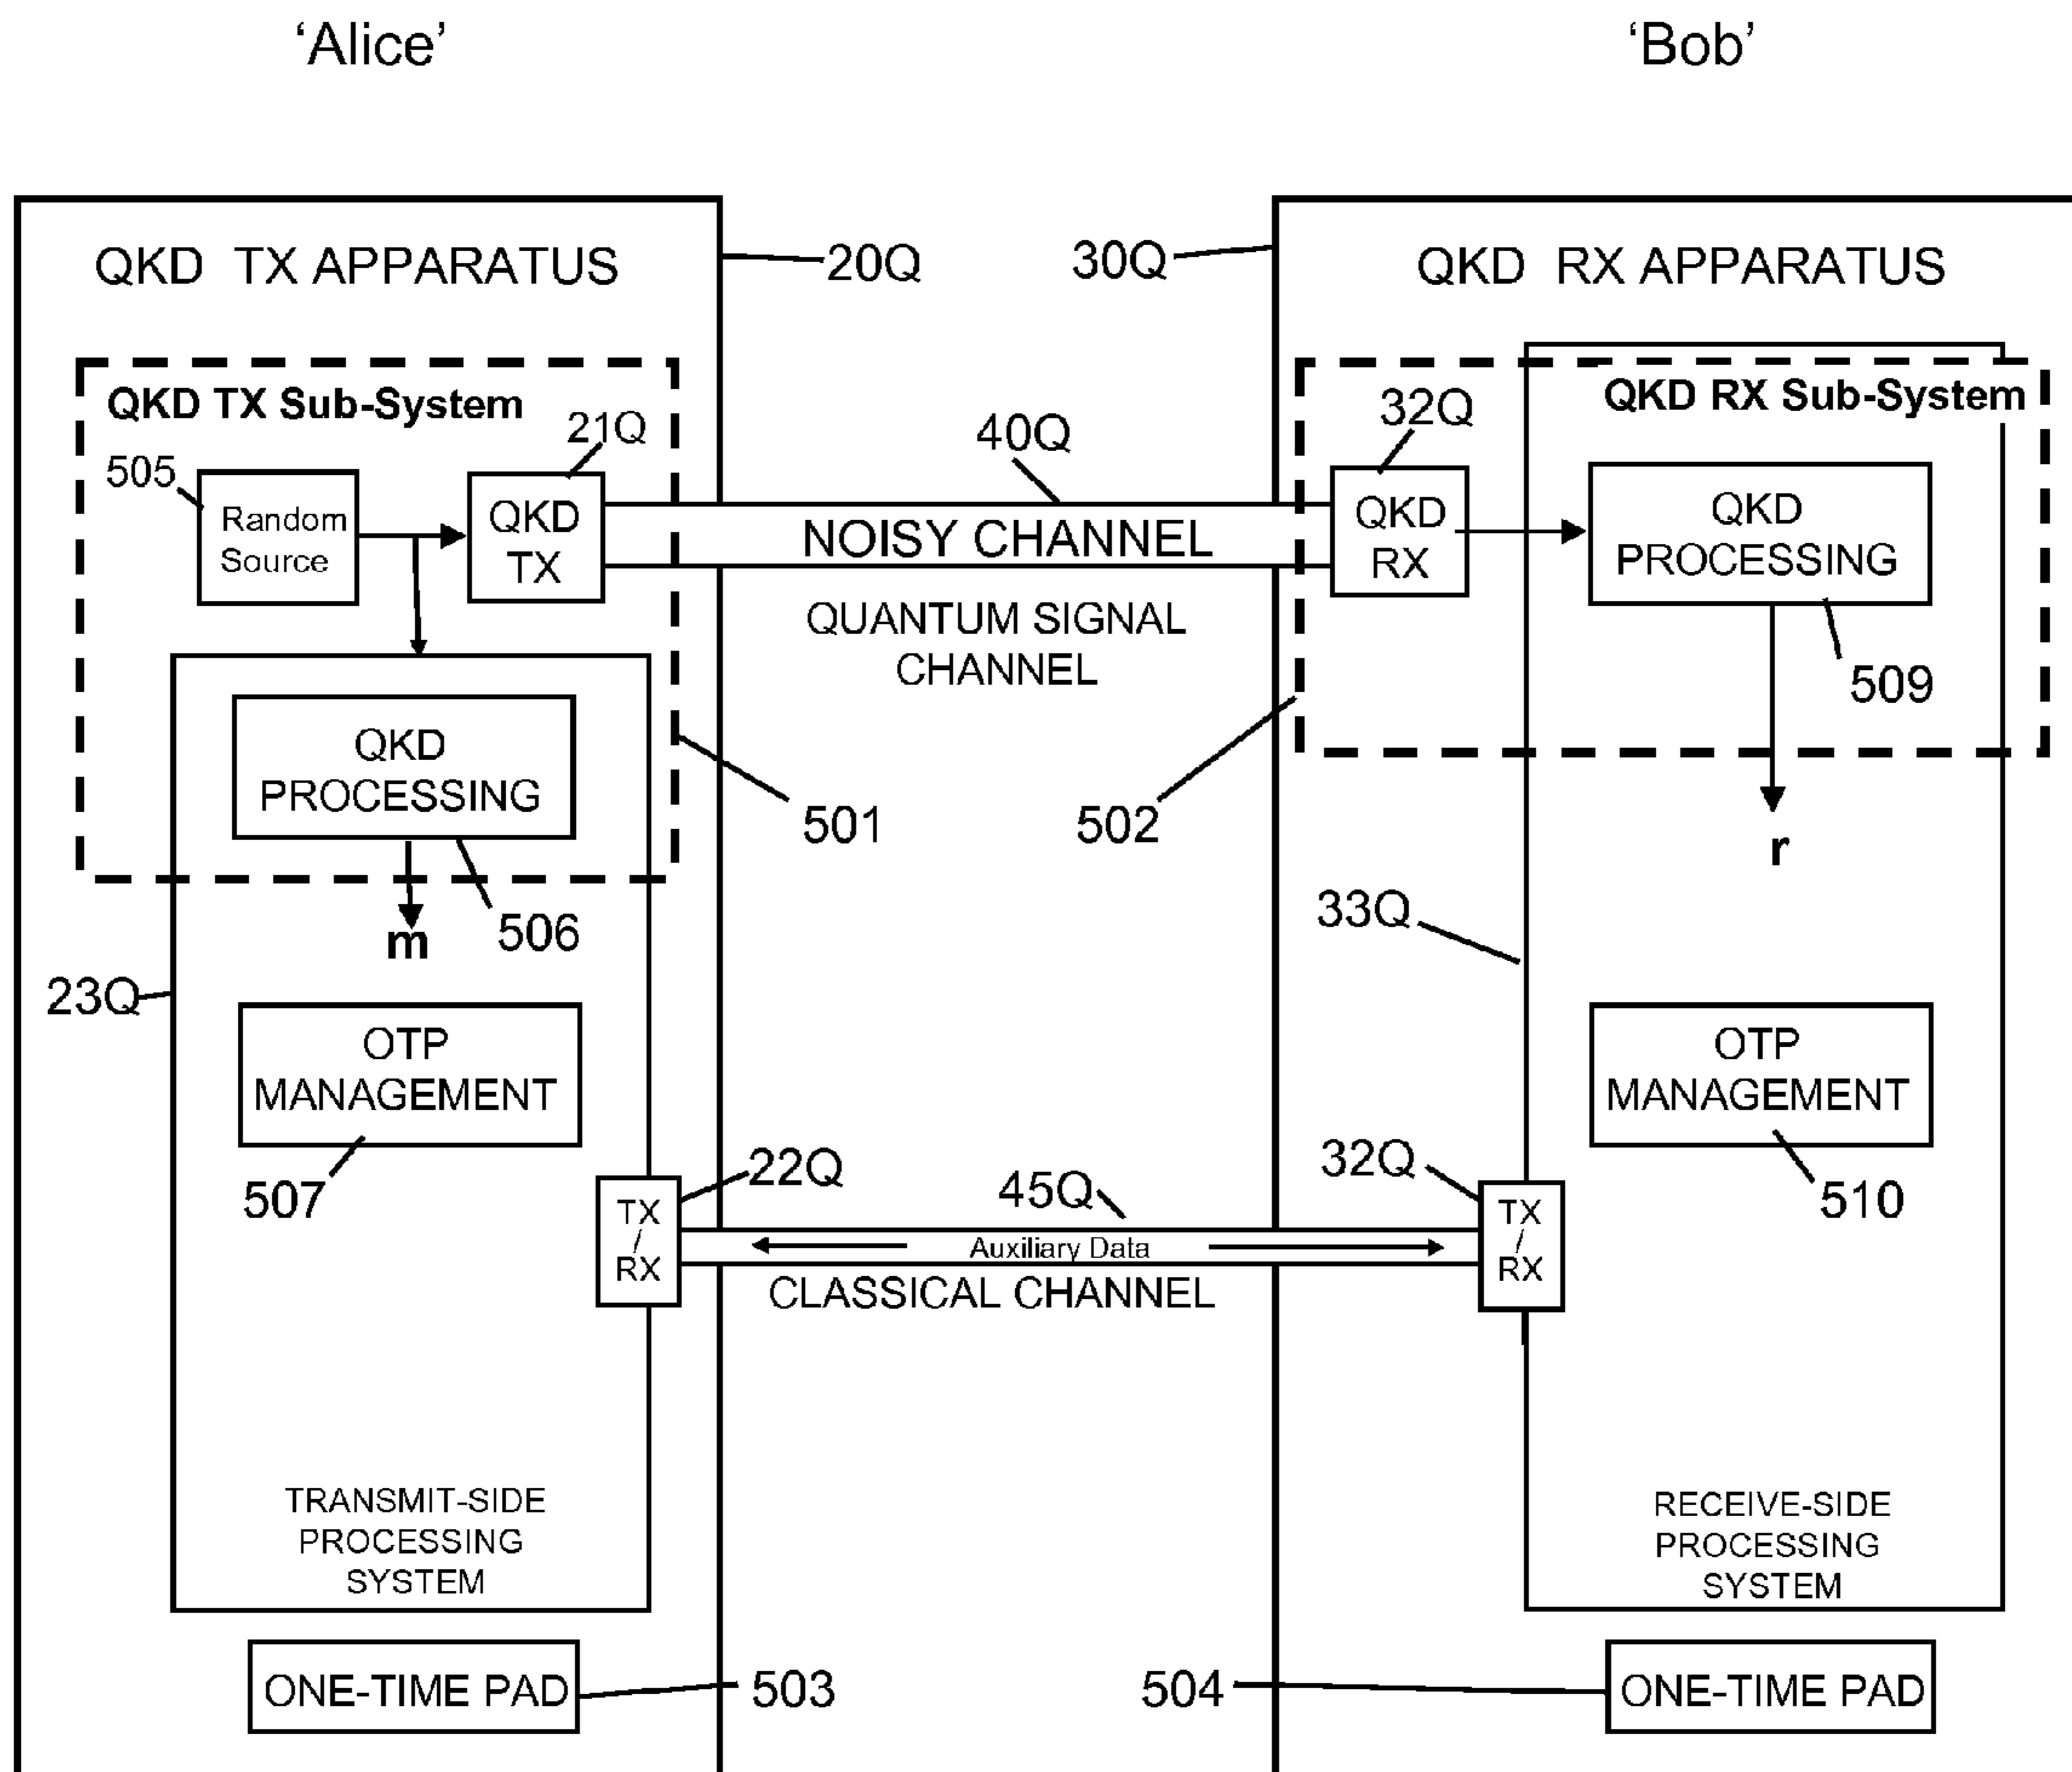 ‘Alice’
‘Bob’
QKD TX APPARATUS
20Q
30Q
QKD RX APPARATUS
QKD TX Sub-System
21Q
505
Random
Source
QKD
TX
40Q
NOISY CHANNEL
QUANTUM SIGNAL
CHANNEL
32Q
QKD RX Sub-System
QKD
RX
QKD
PROCESSING
509
QKD
PROCESSING
501
502
r
506
m
23Q
33Q
OTP
MANAGEMENT
507
OTP
MANAGEMENT
510
22Q
TX
/
RX
45Q
Auxiliary Data
CLASSICAL CHANNEL
32Q
TX
/
RX
TRANSMIT-SIDE
PROCESSING
SYSTEM
RECEIVE-SIDE
PROCESSING
SYSTEM
ONE-TIME PAD
503
504
ONE-TIME PAD